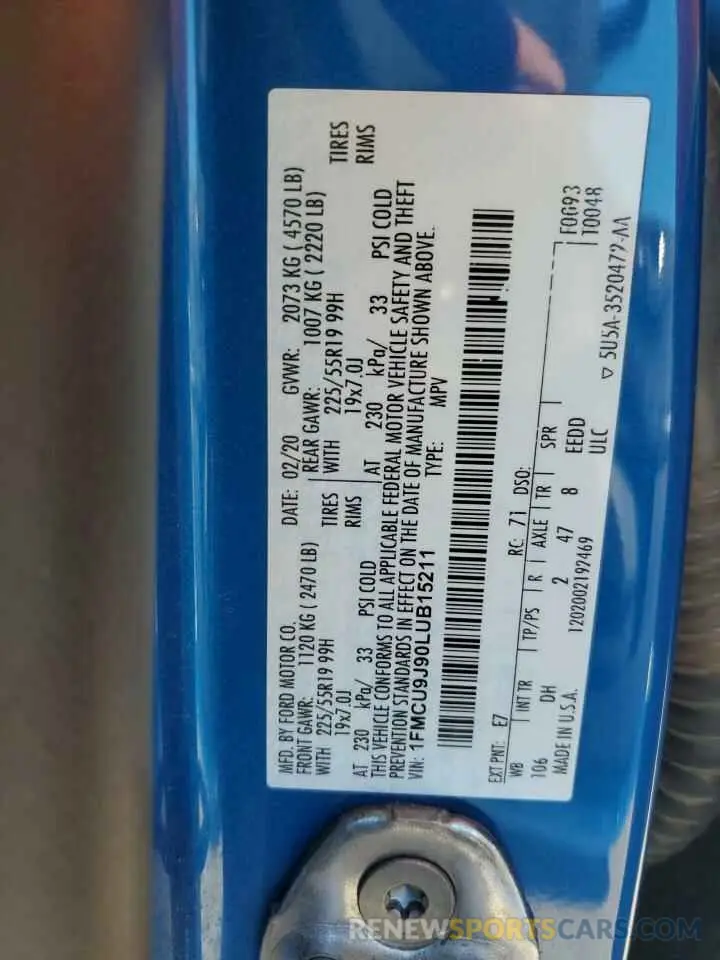 MFD. BY FORD MOTOR CO.
DATE: 02/20 GVWR: 2073 KG ( 4570 LB)
FRONT GAWR: 1120 KG ( 2470 LB)
REAR GAWR: 1007 KG ( 2220 LB)
WITH 225/55R19 99H TIRES
WITH 225/55R19 99H TIRES
19x7.0J RIMS
19x7.0J RIMS
AT 230 kPa/ 33 PSI COLD
AT 230 kPa/ 33 PSI COLD
THIS VEHICLE CONFORMS TO ALL APPLICABLE FEDERAL MOTOR VEHICLE SAFETY AND THEFT
PREVENTION STANDARDS IN EFFECT ON THE DATE OF MANUFACTURE SHOWN ABOVE.
VIN: 1FMCU9J90LUB15211
TYPE: MPV
EXT PNT: E7 RC: 71 DSO:
F0G93
WB INT TR TP/PS R AXLE TR SPR
T0048
106 DH 2 47 8 EEDD
MADE IN U.S.A. 1202002192469 ULC
▽ 5U5A-3520472-AA
RENEWSPORTSCARS.COM